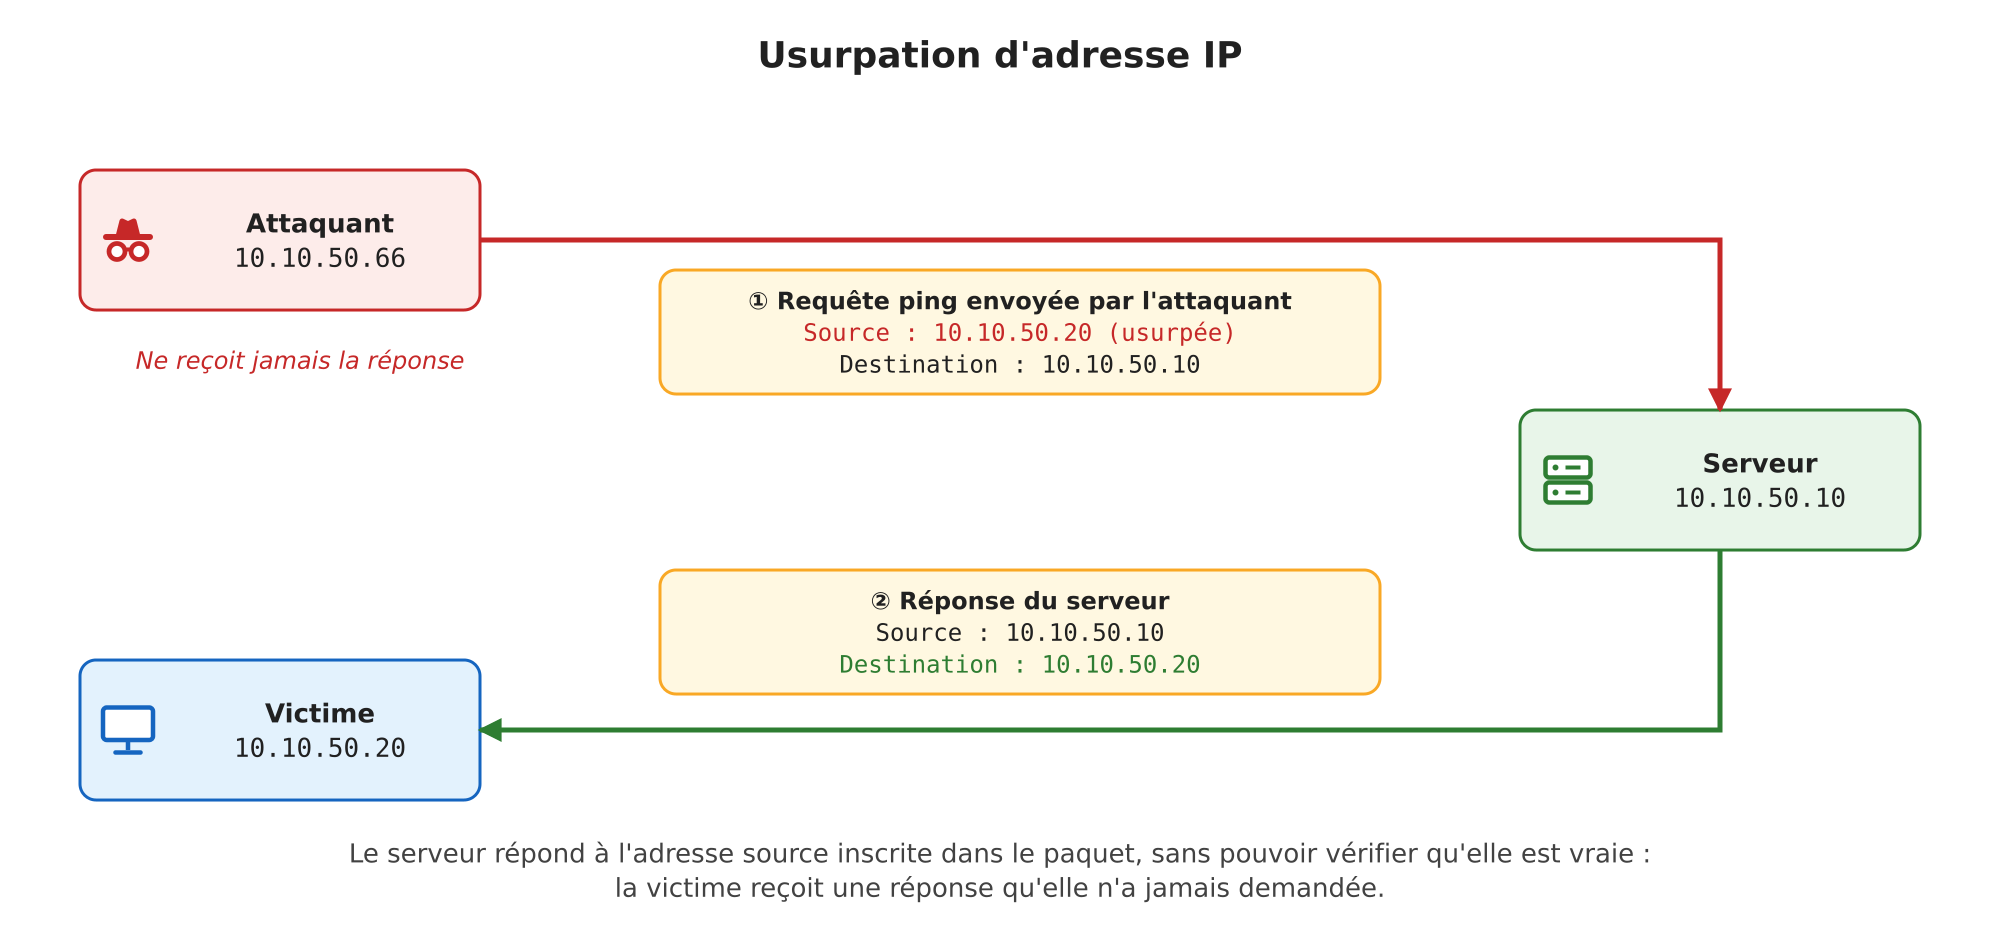 Usurpation d'adresse IP
Attaquant
10.10.50.66
Ne reçoit jamais la réponse
① Requête ping envoyée par l'attaquant
Source : 10.10.50.20 (usurpée)
Destination : 10.10.50.10
Serveur
10.10.50.10
② Réponse du serveur
Source : 10.10.50.10
Destination : 10.10.50.20
Victime
10.10.50.20
Le serveur répond à l'adresse source inscrite dans le paquet, sans pouvoir vérifier qu'elle est vraie :
la victime reçoit une réponse qu'elle n'a jamais demandée.